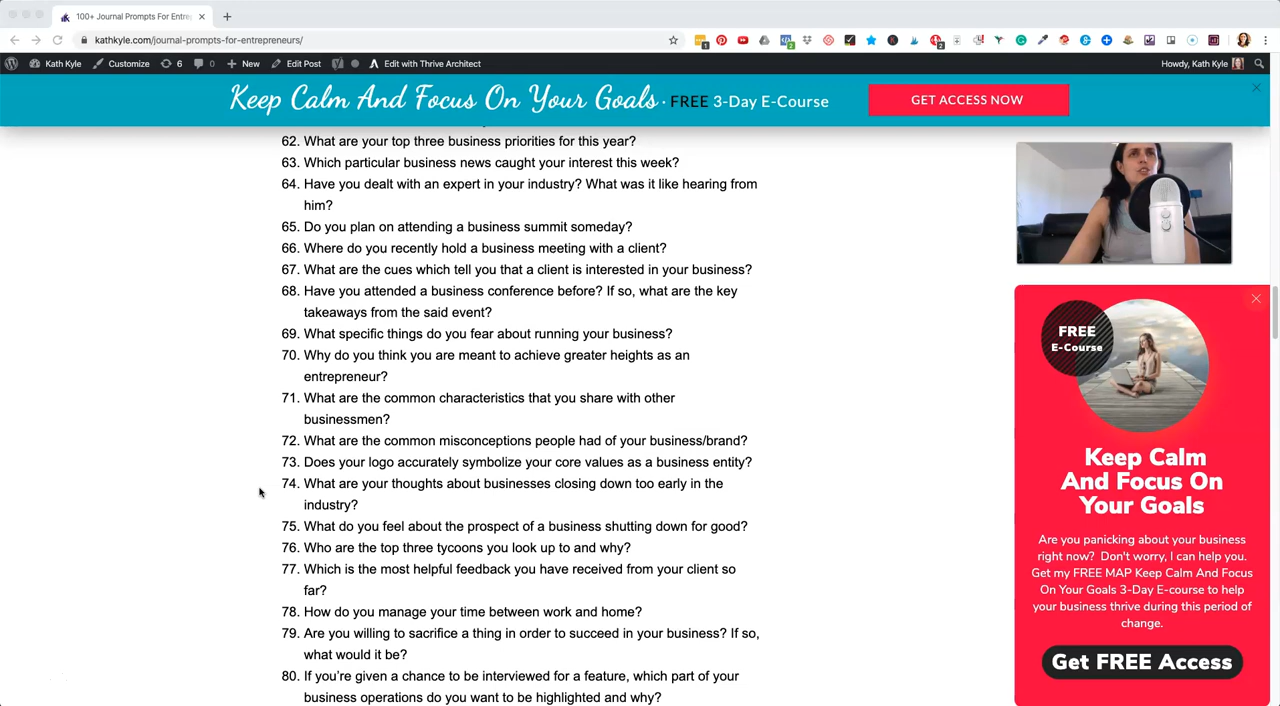 100+ Journal Prompts For Entre
kathkyle.com/journal-prompts-for-entrepreneurs/
Kath Kyle
Customize
6
0
New
Edit Post
Edit with Thrive Architect
Howdy, Kath Kyle
Keep Calm And Focus On Your Goals · FREE 3-Day E-Course
GET ACCESS NOW
62. What are your top three business priorities for this year?
63. Which particular business news caught your interest this week?
64. Have you dealt with an expert in your industry? What was it like hearing from
him?
65. Do you plan on attending a business summit someday?
66. Where do you recently hold a business meeting with a client?
67. What are the cues which tell you that a client is interested in your business?
68. Have you attended a business conference before? If so, what are the key
takeaways from the said event?
69. What specific things do you fear about running your business?
70. Why do you think you are meant to achieve greater heights as an
entrepreneur?
71. What are the common characteristics that you share with other
businessmen?
72. What are the common misconceptions people had of your business/brand?
73. Does your logo accurately symbolize your core values as a business entity?
74. What are your thoughts about businesses closing down too early in the
industry?
75. What do you feel about the prospect of a business shutting down for good?
76. Who are the top three tycoons you look up to and why?
77. Which is the most helpful feedback you have received from your client so
far?
78. How do you manage your time between work and home?
79. Are you willing to sacrifice a thing in order to succeed in your business? If so,
what would it be?
80. If you’re given a chance to be interviewed for a feature, which part of your
business operations do you want to be highlighted and why?
FREE
E-Course
Keep Calm
And Focus On
Your Goals
Are you panicking about your business
right now? Don't worry, I can help you.
Get my FREE MAP Keep Calm And Focus
On Your Goals 3-Day E-course to help
your business thrive during this period of
change.
Get FREE Access